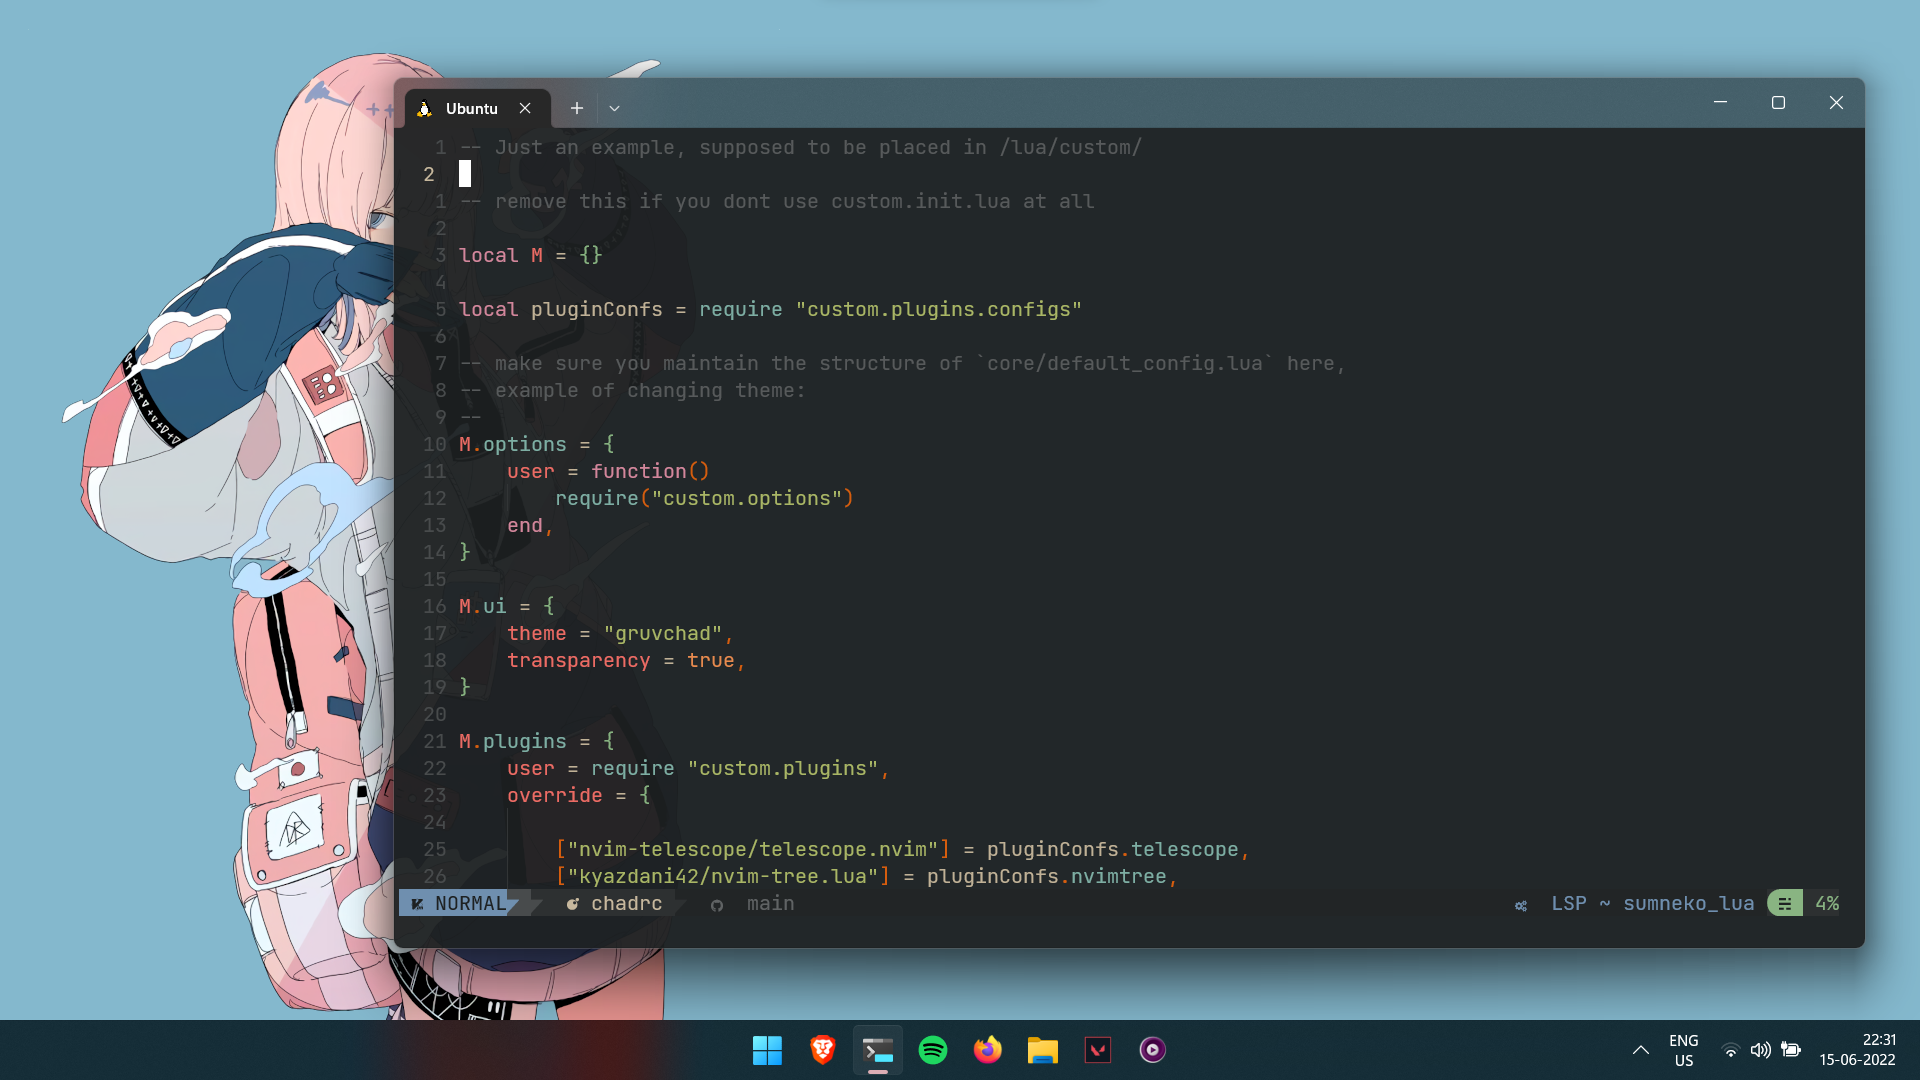 Ubuntu
1 -- Just an example, supposed to be placed in /lua/custom/
2
1 -- remove this if you dont use custom.init.lua at all
2
3 local M = {}
4
5 local pluginConfs = require "custom.plugins.configs"
6
7 -- make sure you maintain the structure of `core/default_config.lua` here,
8 -- example of changing theme:
9 --
10 M.options = {
11 user = function()
12 require("custom.options")
13 end,
14 }
15
16 M.ui = {
17 theme = "gruvchad",
18 transparency = true,
19 }
20
21 M.plugins = {
22 user = require "custom.plugins",
23 override = {
24
25 ["nvim-telescope/telescope.nvim"] = pluginConfs.telescope,
26 ["kyazdani42/nvim-tree.lua"] = pluginConfs.nvimtree,
NORMAL chadrc main LSP ~ sumneko_lua 4%
ENG
US
22:31
15-06-2022